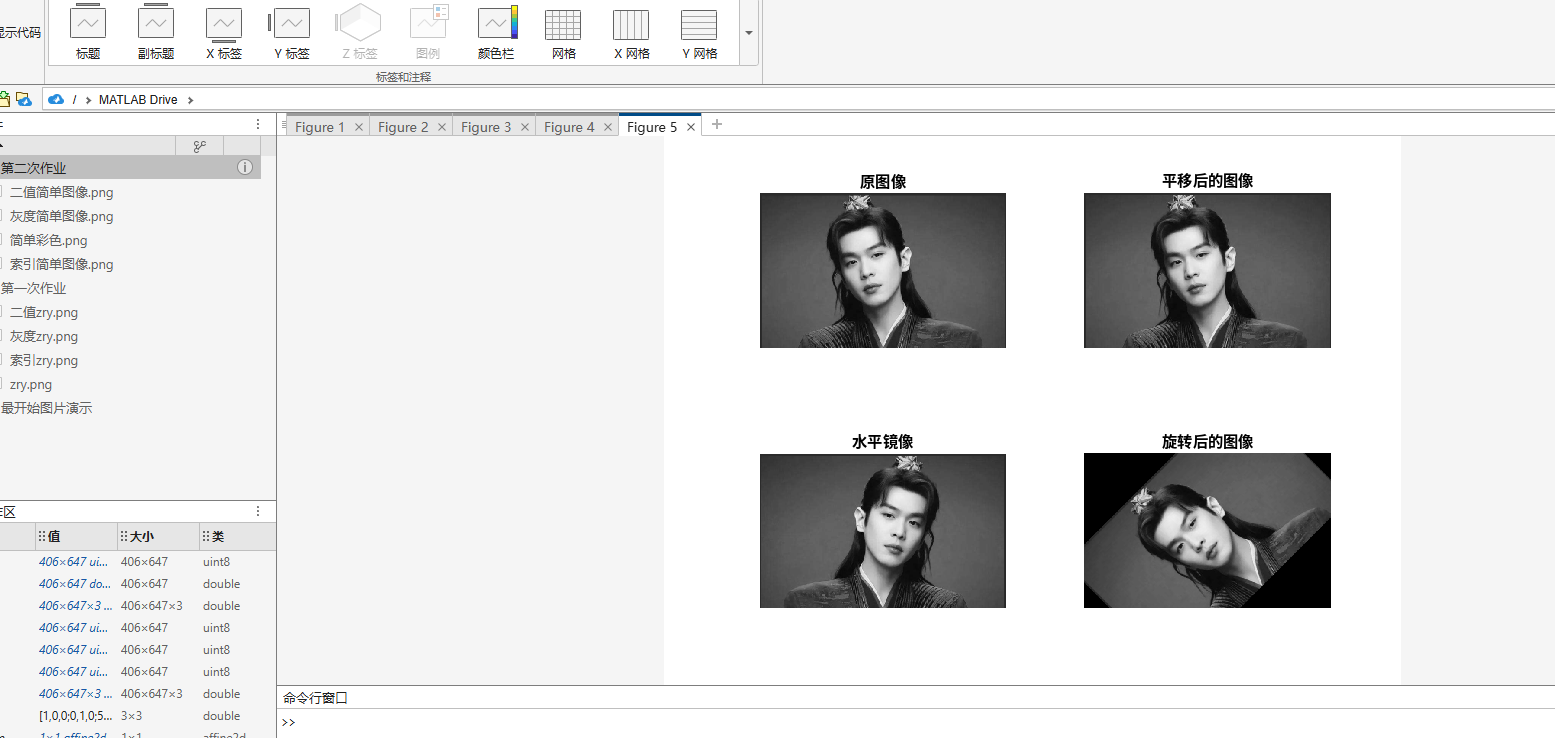 显示代码
标题
副标题
X 标签
Y 标签
Z 标签
图例
颜色栏
网格
X 网格
Y 网格
标签和注释
/ › MATLAB Drive ›
Figure 1 × Figure 2 × Figure 3 × Figure 4 × Figure 5 × +
第二次作业
二值简单图像.png
灰度简单图像.png
简单彩色.png
索引简单图像.png
第一次作业
二值zry.png
灰度zry.png
索引zry.png
zry.png
最开始图片演示
原图像
平移后的图像
水平镜像
旋转后的图像
区
值 大小 类
406×647 ui... 406×647 uint8
406×647 do... 406×647 double
406×647×3 ... 406×647×3 double
406×647 ui... 406×647 uint8
406×647 ui... 406×647 uint8
406×647 ui... 406×647 uint8
406×647×3 ... 406×647×3 double
[1,0,0;0,1,0;5... 3×3 double
1×1 affine2d 1×1 affine2d
命令行窗口
>>